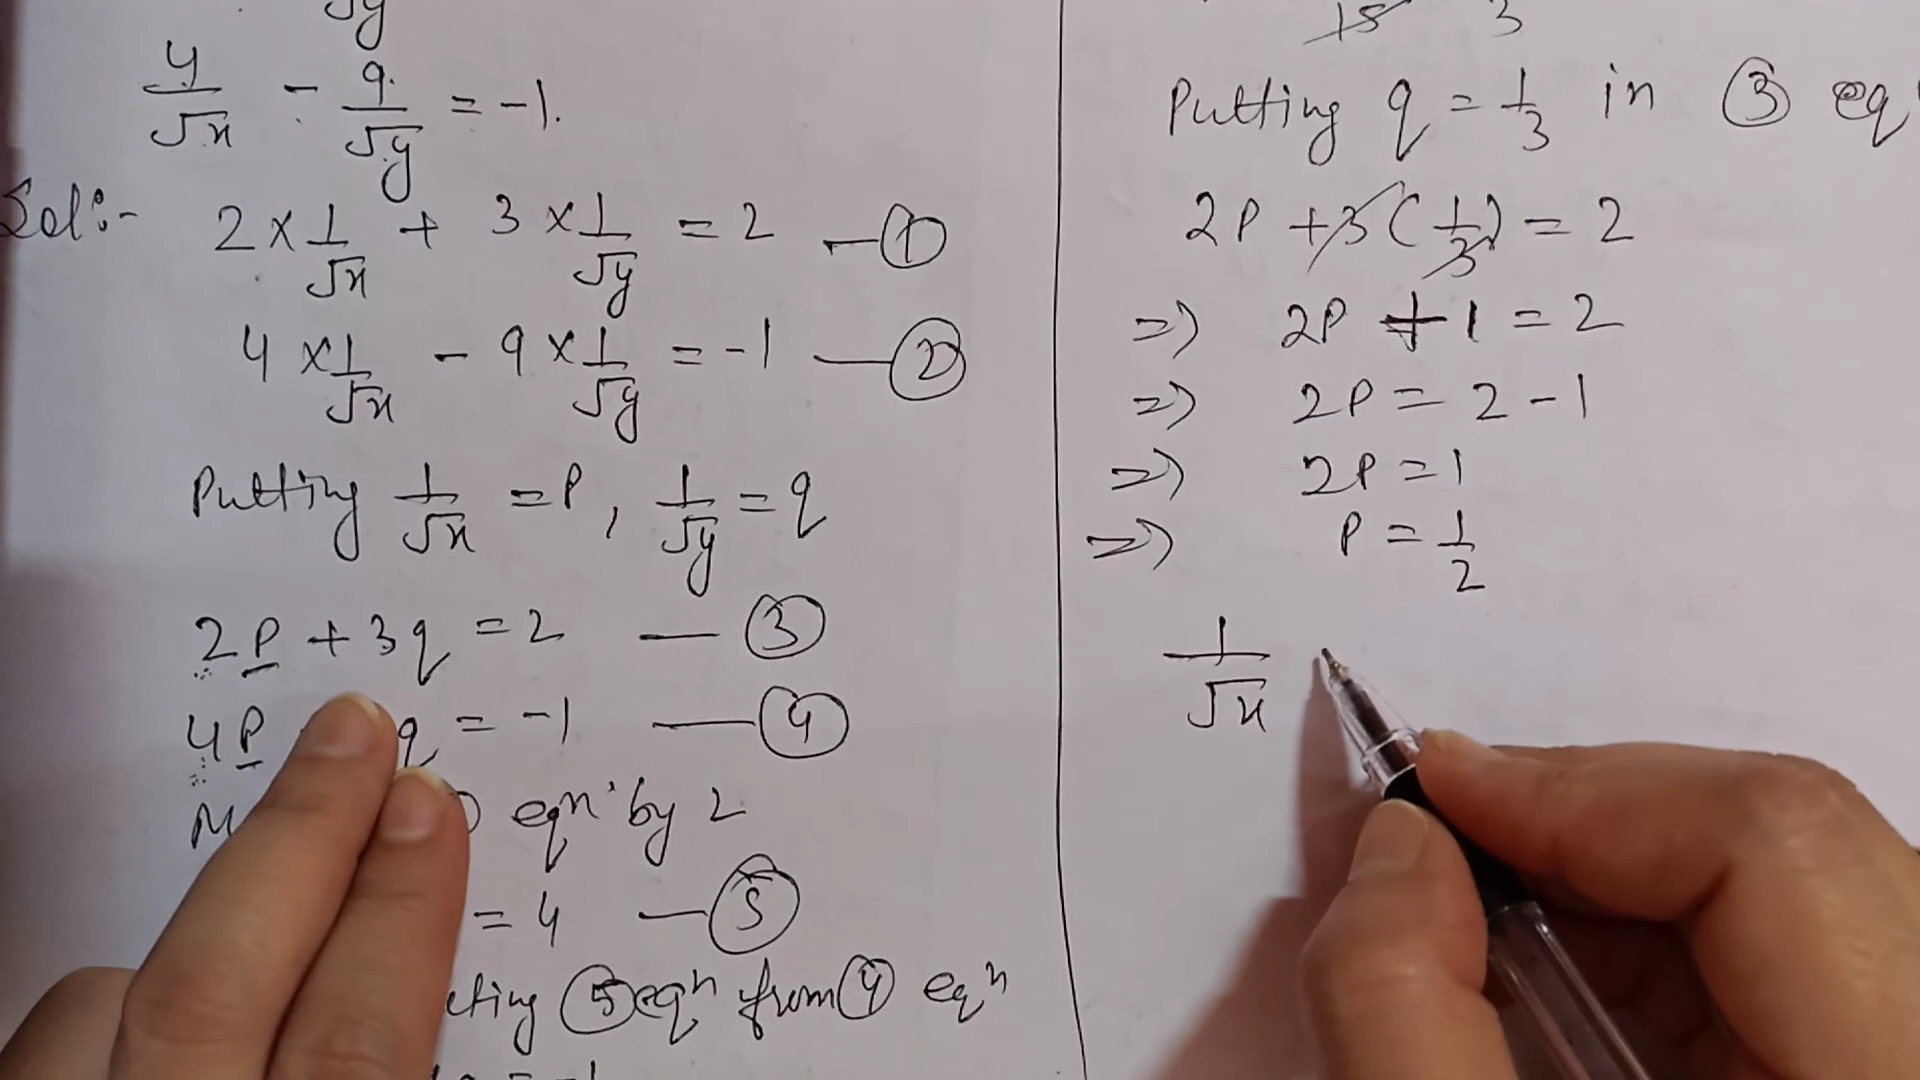 √y
4/√x - 9/√y = -1.
Sol:- 2 × 1/√x + 3 × 1/√y = 2 —①
4 × 1/√x - 9 × 1/√y = -1 —②
Putting 1/√x = P, 1/√y = q
2P + 3q = 2 —③
4P q = -1 —④
eqn by 2
= 4 —⑤
cting ⑤ eqn from ④ eqn
15 3
Putting q = 1/3 in ③ eq
2P + 3(1/3) = 2
=) 2P + 1 = 2
=) 2P = 2 - 1
=) 2P = 1
=) P = 1/2
1/√x